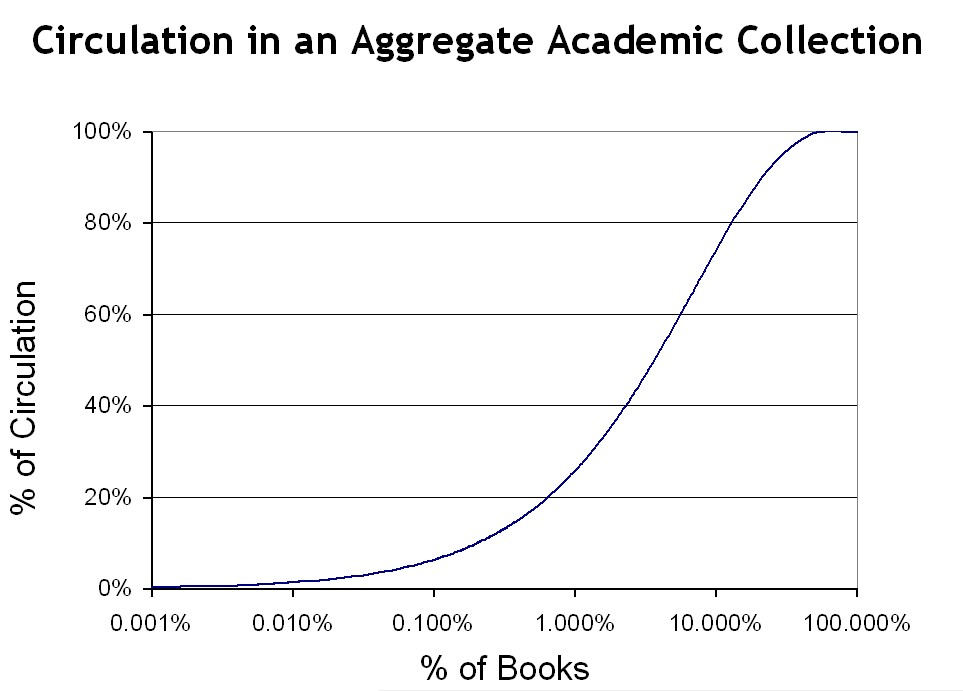 Circulation in an Aggregate Academic Collection
100%
80%
60%
40%
20%
0%
% of Circulation
0.001% 0.010% 0.100% 1.000% 10.000% 100.000%
% of Books